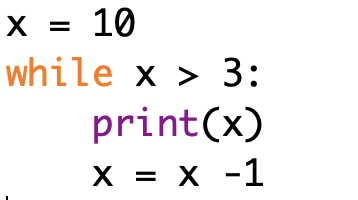 x = 10
while x > 3:
    print(x)
    x = x -1